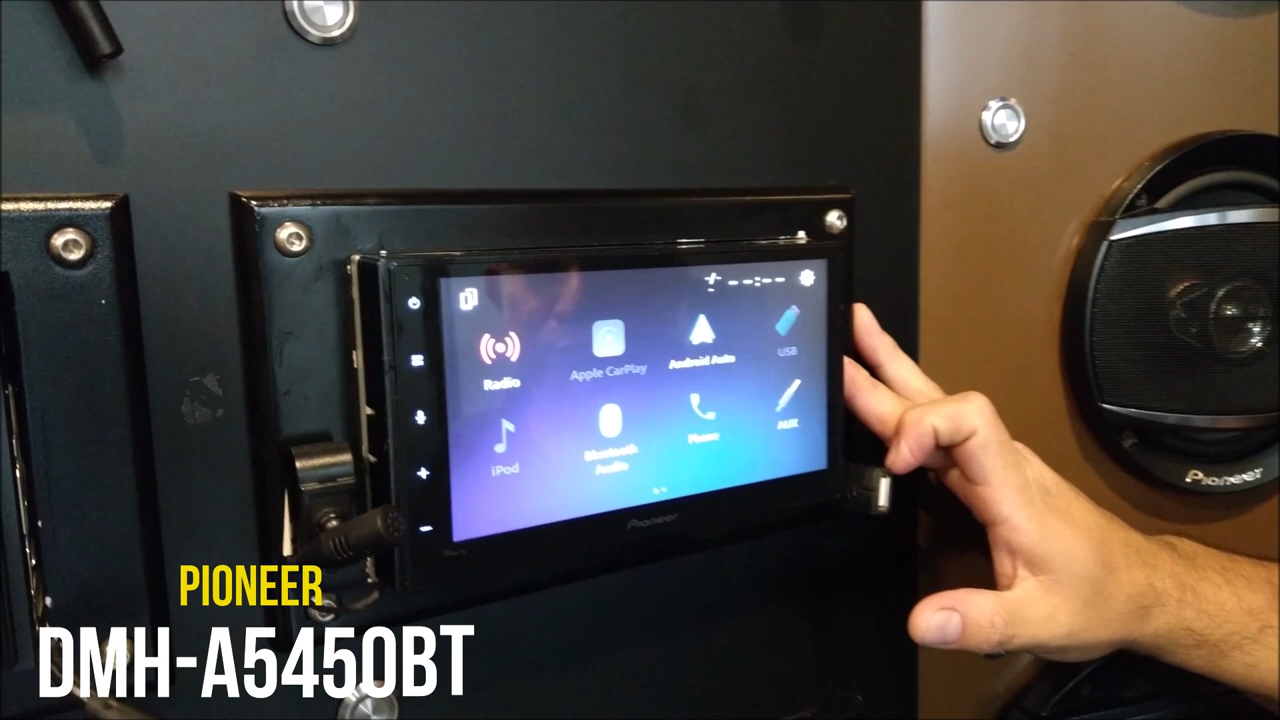 Radio
Apple CarPlay
Android Auto
USB
iPod
Bluetooth
Audio
Phone
AUX
Pioneer
Pioneer
PIONEER
DMH-A5450BT